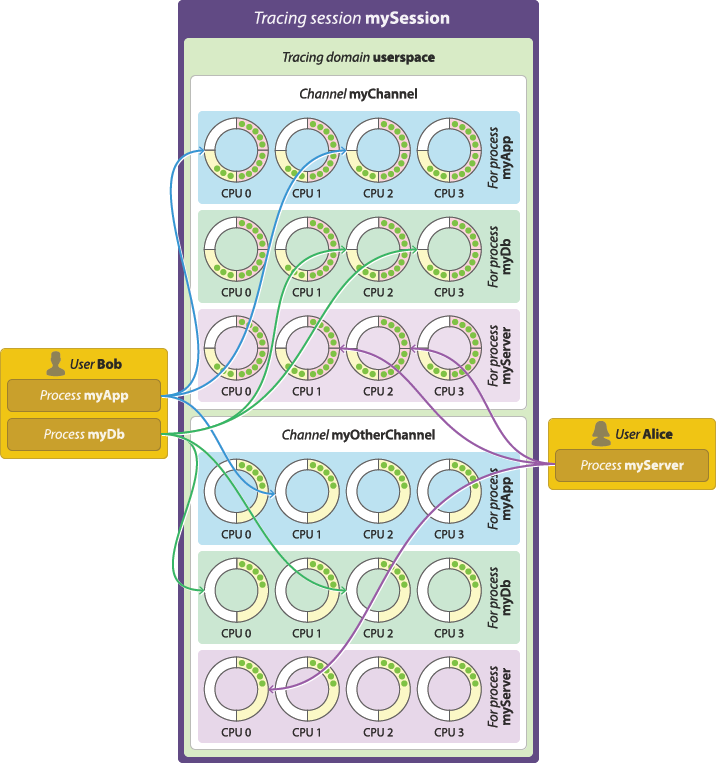 Tracing session mySession
Tracing domain userspace
Channel myChannel
CPU 0 CPU 1 CPU 2 CPU 3
For process
myApp
CPU 0 CPU 1 CPU 2 CPU 3
For process
myDb
CPU 0 CPU 1 CPU 2 CPU 3
For process
myServer
User Bob
Process myApp
Process myDb
Channel myOtherChannel
CPU 0 CPU 1 CPU 2 CPU 3
For process
myApp
CPU 0 CPU 1 CPU 2 CPU 3
For process
myDb
CPU 0 CPU 1 CPU 2 CPU 3
For process
myServer
User Alice
Process myServer